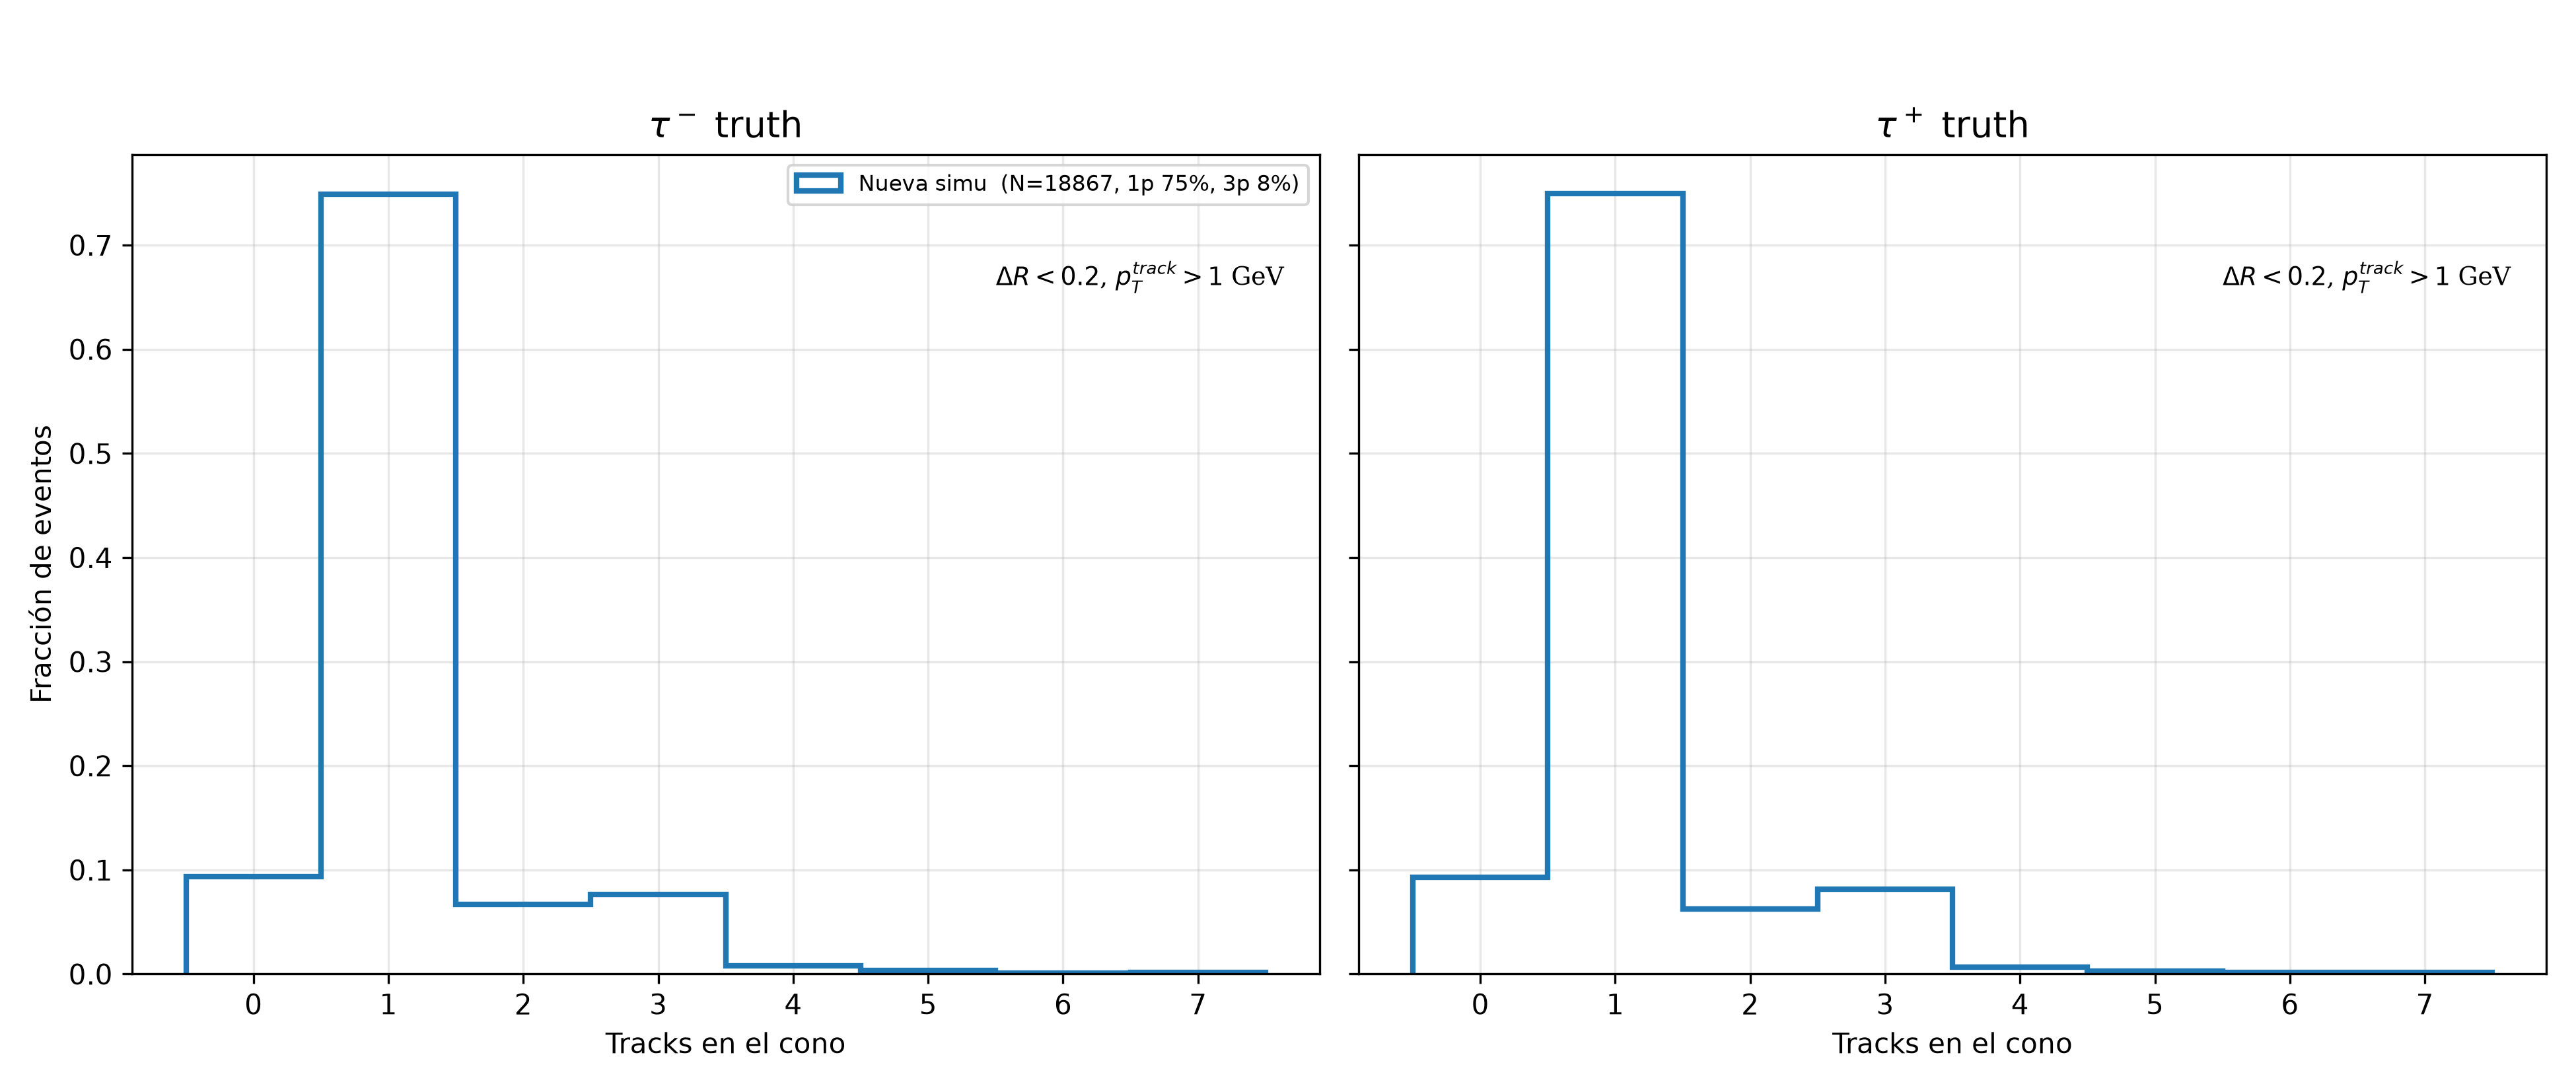 τ⁻ truth
Nueva simu (N=18867, 1p 75%, 3p 8%)
ΔR < 0.2, p_T^{track} > 1 GeV
Fracción de eventos
0.7
0.6
0.5
0.4
0.3
0.2
0.1
0.0
0 1 2 3 4 5 6 7
Tracks en el cono
τ⁺ truth
ΔR < 0.2, p_T^{track} > 1 GeV
0 1 2 3 4 5 6 7
Tracks en el cono